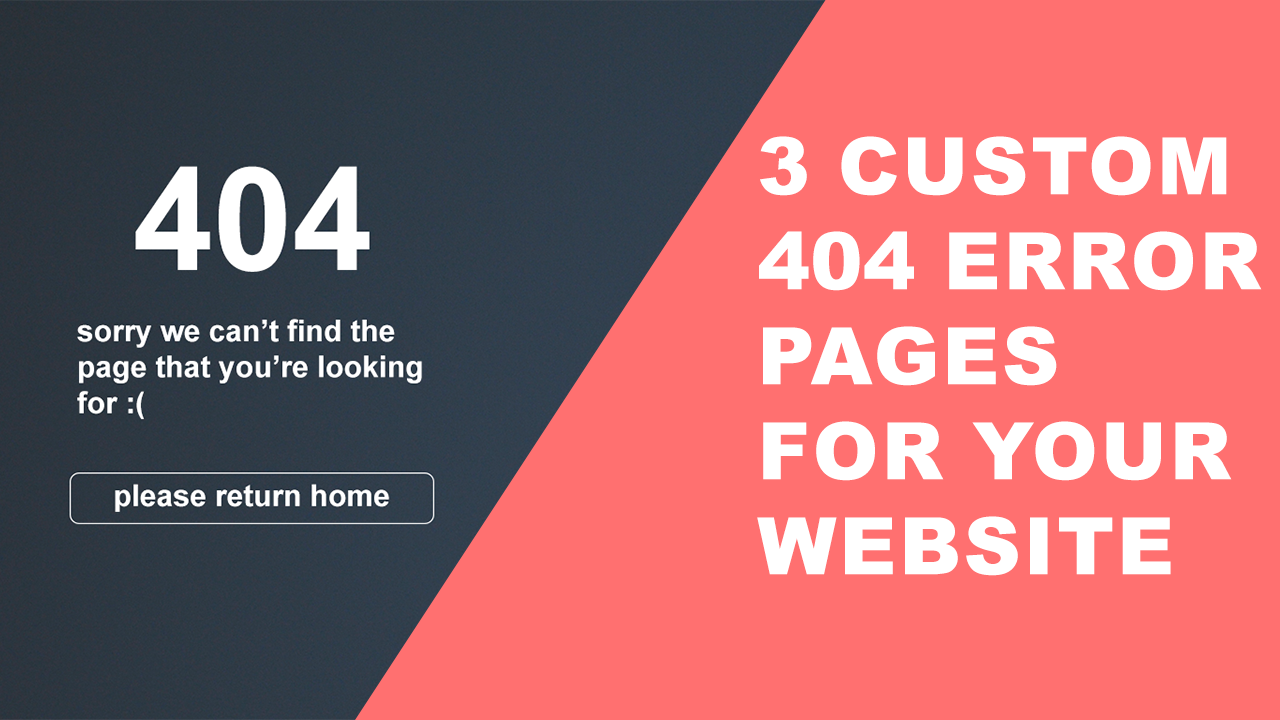 404
sorry we can’t find the
page that you’re looking
for :(
please return home
3 CUSTOM
404 ERROR
PAGES
FOR YOUR
WEBSITE